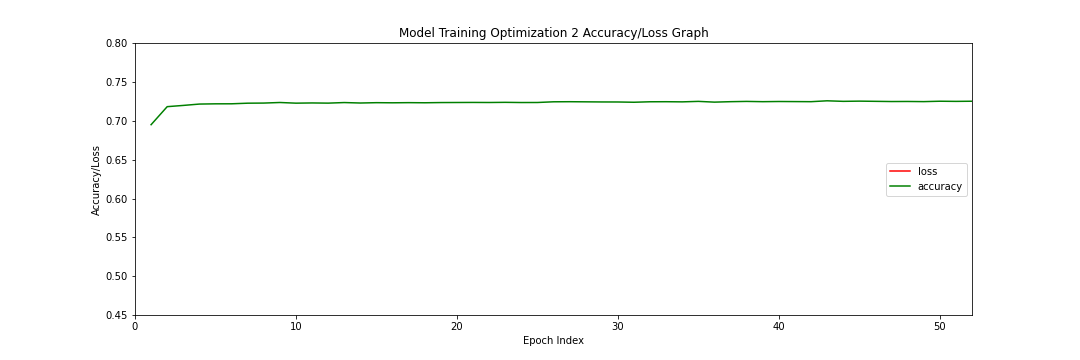 Model Training Optimization 2 Accuracy/Loss Graph
0.80
0.75
0.70
0.65
0.60
0.55
0.50
0.45
Accuracy/Loss
loss
accuracy
0 10 20 30 40 50
Epoch Index